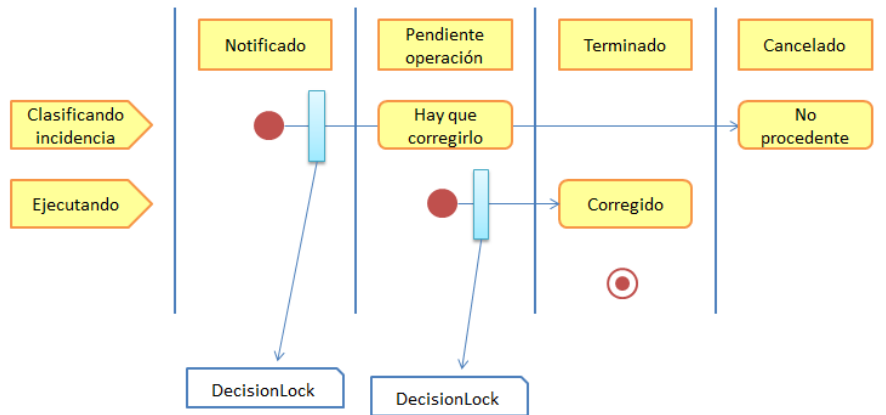 Notificado
Pendiente
operación
Terminado
Cancelado
Clasificando
incidencia
Hay que
corregirlo
No
procedente
Ejecutando
Corregido
DecisionLock
DecisionLock